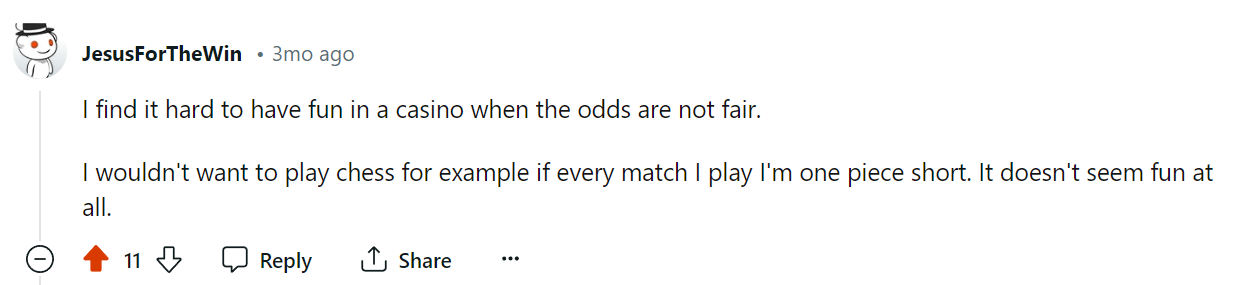 JesusForTheWin • 3mo ago
I find it hard to have fun in a casino when the odds are not fair.
I wouldn't want to play chess for example if every match I play I'm one piece short. It doesn't seem fun at
all.
11 Reply Share ···